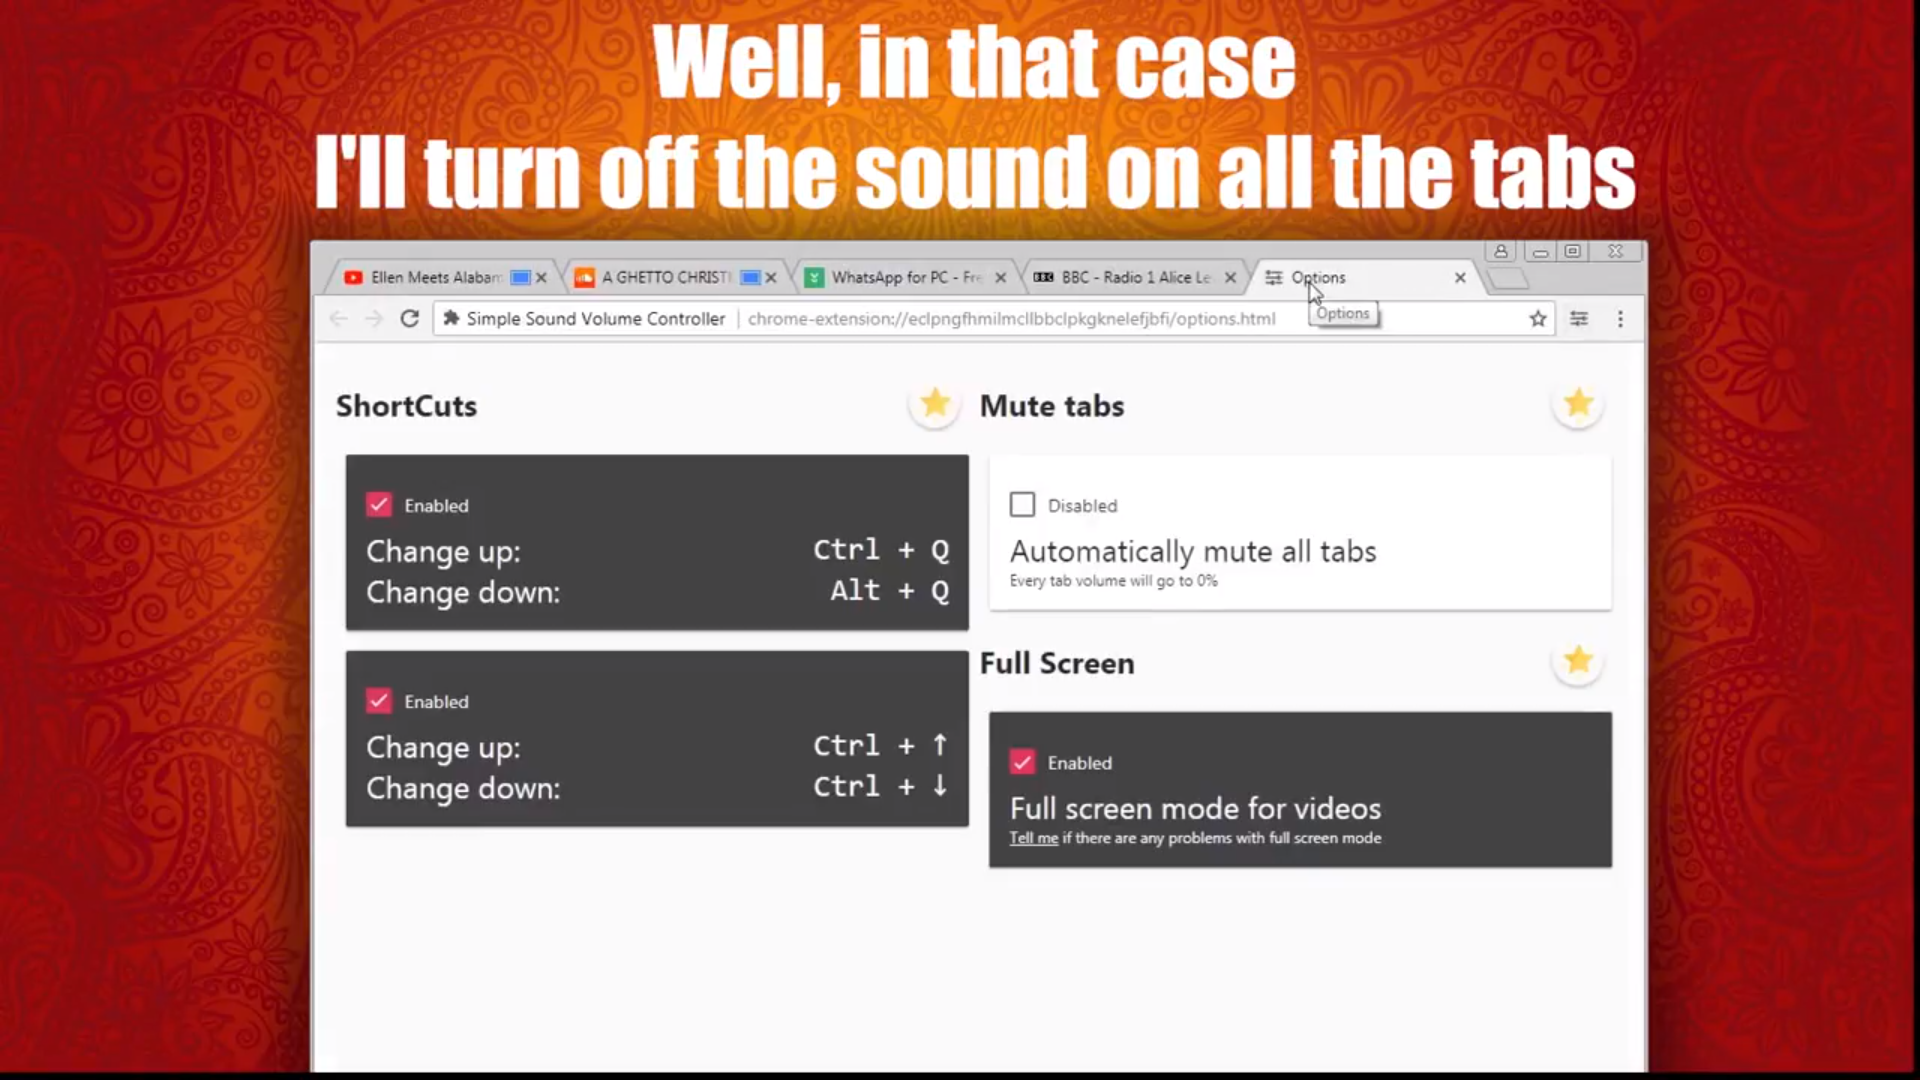 Well, in that case
I'll turn off the sound on all the tabs
Ellen Meets Alabam
A GHETTO CHRISTI
WhatsApp for PC - Fre
BBC - Radio 1 Alice Le
Options
Simple Sound Volume Controller
chrome-extension://eclpngfhmilmcllbbclpkgknelefjbfi/options.html
Options
ShortCuts
Enabled
Change up: Ctrl + Q
Change down: Alt + Q
Enabled
Change up: Ctrl + ↑
Change down: Ctrl + ↓
Mute tabs
Disabled
Automatically mute all tabs
Every tab volume will go to 0%
Full Screen
Enabled
Full screen mode for videos
Tell me if there are any problems with full screen mode